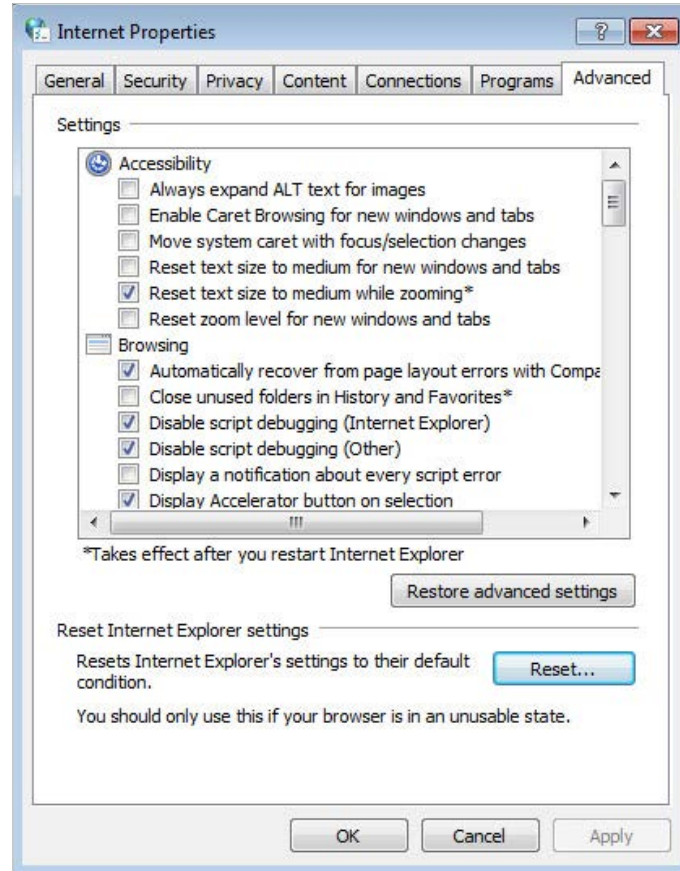 Internet Properties
General Security Privacy Content Connections Programs Advanced
Settings
Accessibility
Always expand ALT text for images
Enable Caret Browsing for new windows and tabs
Move system caret with focus/selection changes
Reset text size to medium for new windows and tabs
Reset text size to medium while zooming*
Reset zoom level for new windows and tabs
Browsing
Automatically recover from page layout errors with Compa
Close unused folders in History and Favorites*
Disable script debugging (Internet Explorer)
Disable script debugging (Other)
Display a notification about every script error
Display Accelerator button on selection
*Takes effect after you restart Internet Explorer
Restore advanced settings
Reset Internet Explorer settings
Resets Internet Explorer's settings to their default
condition.
Reset...
You should only use this if your browser is in an unusable state.
OK Cancel Apply